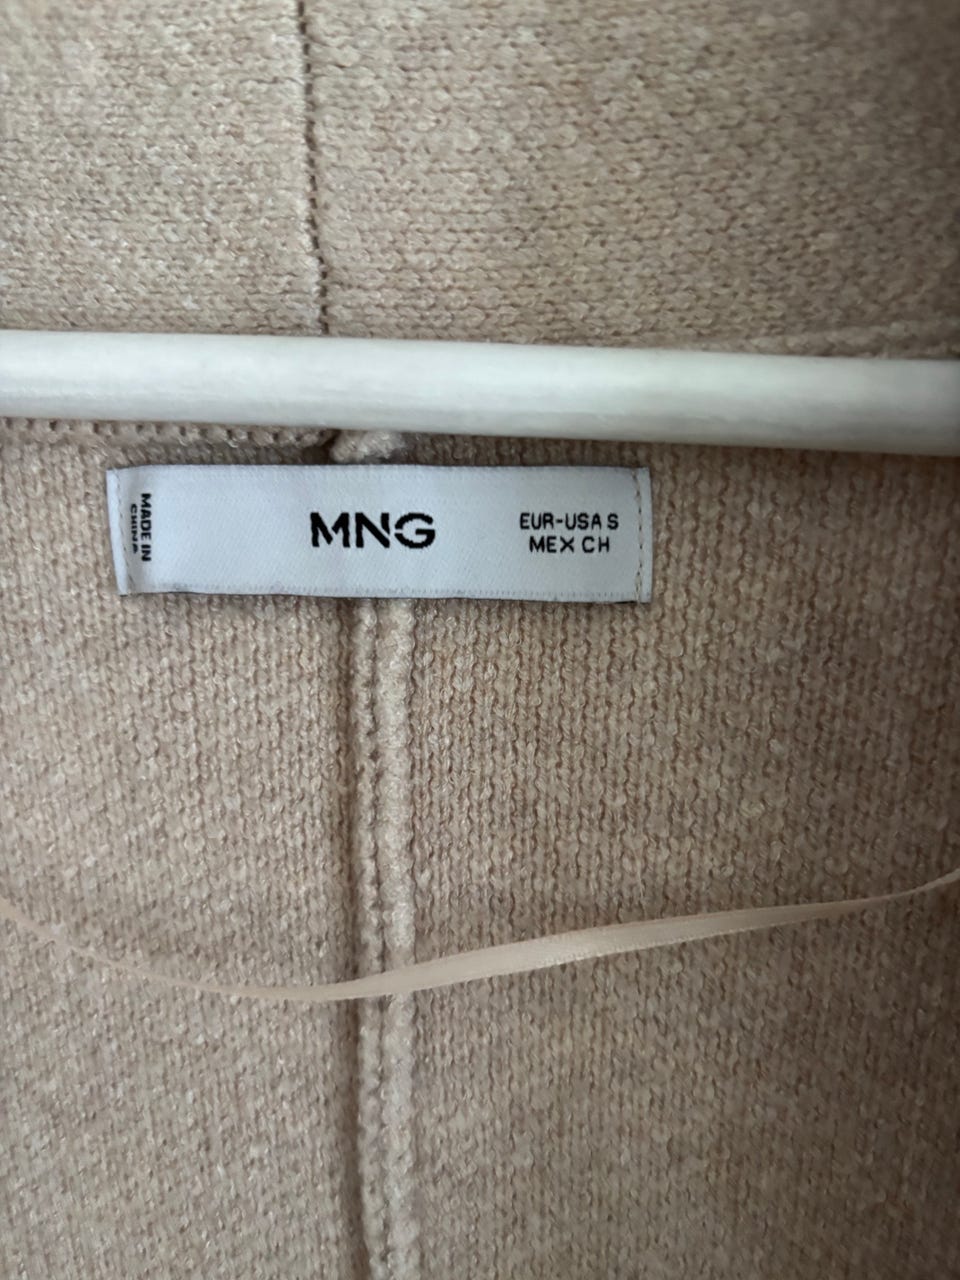 MADE IN
CHINA
MNG
EUR-USA S
MEX CH